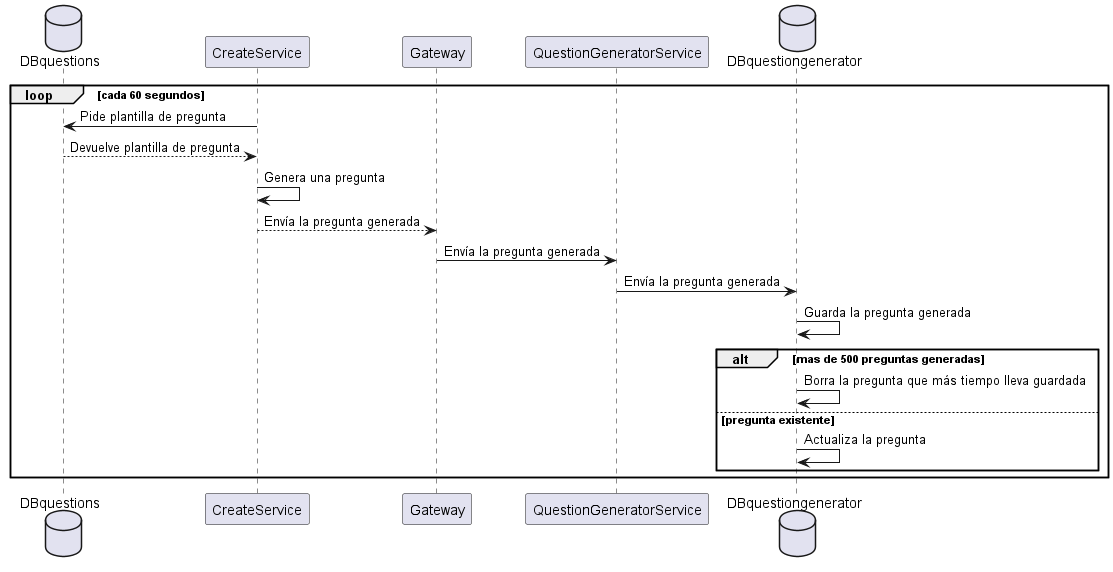 DBquestions
CreateService
Gateway
QuestionGeneratorService
DBquestiongenerator
loop [cada 60 segundos]
Pide plantilla de pregunta
Devuelve plantilla de pregunta
Genera una pregunta
Envía la pregunta generada
Envía la pregunta generada
Envía la pregunta generada
Guarda la pregunta generada
alt [mas de 500 preguntas generadas]
Borra la pregunta que más tiempo lleva guardada
[pregunta existente]
Actualiza la pregunta
DBquestions
CreateService
Gateway
QuestionGeneratorService
DBquestiongenerator